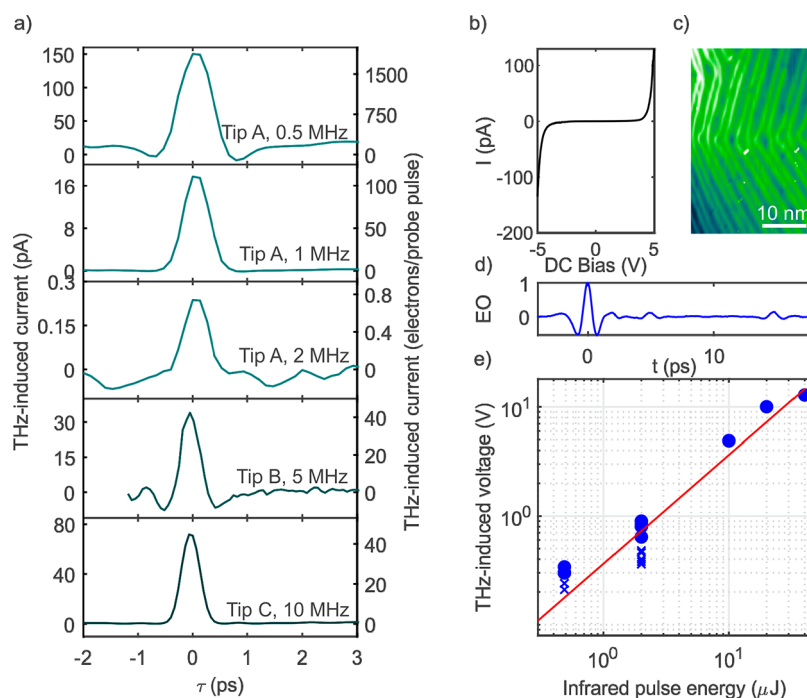 a)
THz-induced current (pA)
THz-induced current (electrons/probe pulse)
150
100
50
0
1500
750
0
Tip A, 0.5 MHz
16
8
0
100
50
0
Tip A, 1 MHz
0.3
0.15
0
0.8
0.4
0
Tip A, 2 MHz
30
15
0
40
20
0
Tip B, 5 MHz
80
40
0
40
20
0
Tip C, 10 MHz
-2 -1 0 1 2 3
τ (ps)
b)
I (pA)
100
0
-100
-200
-5 0 5
DC Bias (V)
c)
10 nm
d)
EO
1
0
0 10
t (ps)
e)
THz-induced voltage (V)
10¹
10⁰
10⁰ 10¹
Infrared pulse energy (μJ)